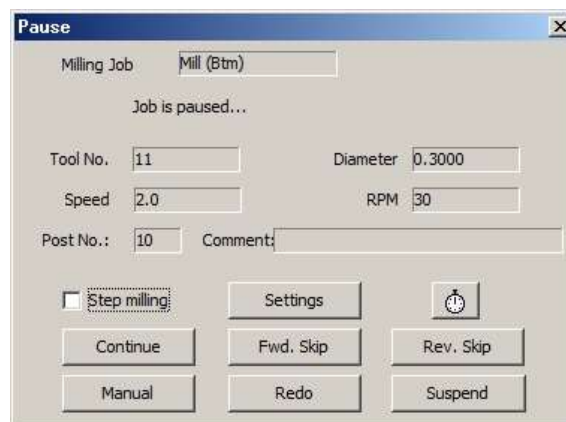 Pause
Milling Job Mill (Btm)
Job is paused...
Tool No. 11 Diameter 0.3000
Speed 2.0 RPM 30
Post No.: 10 Comment:
Step milling Settings
Continue Fwd. Skip Rev. Skip
Manual Redo Suspend